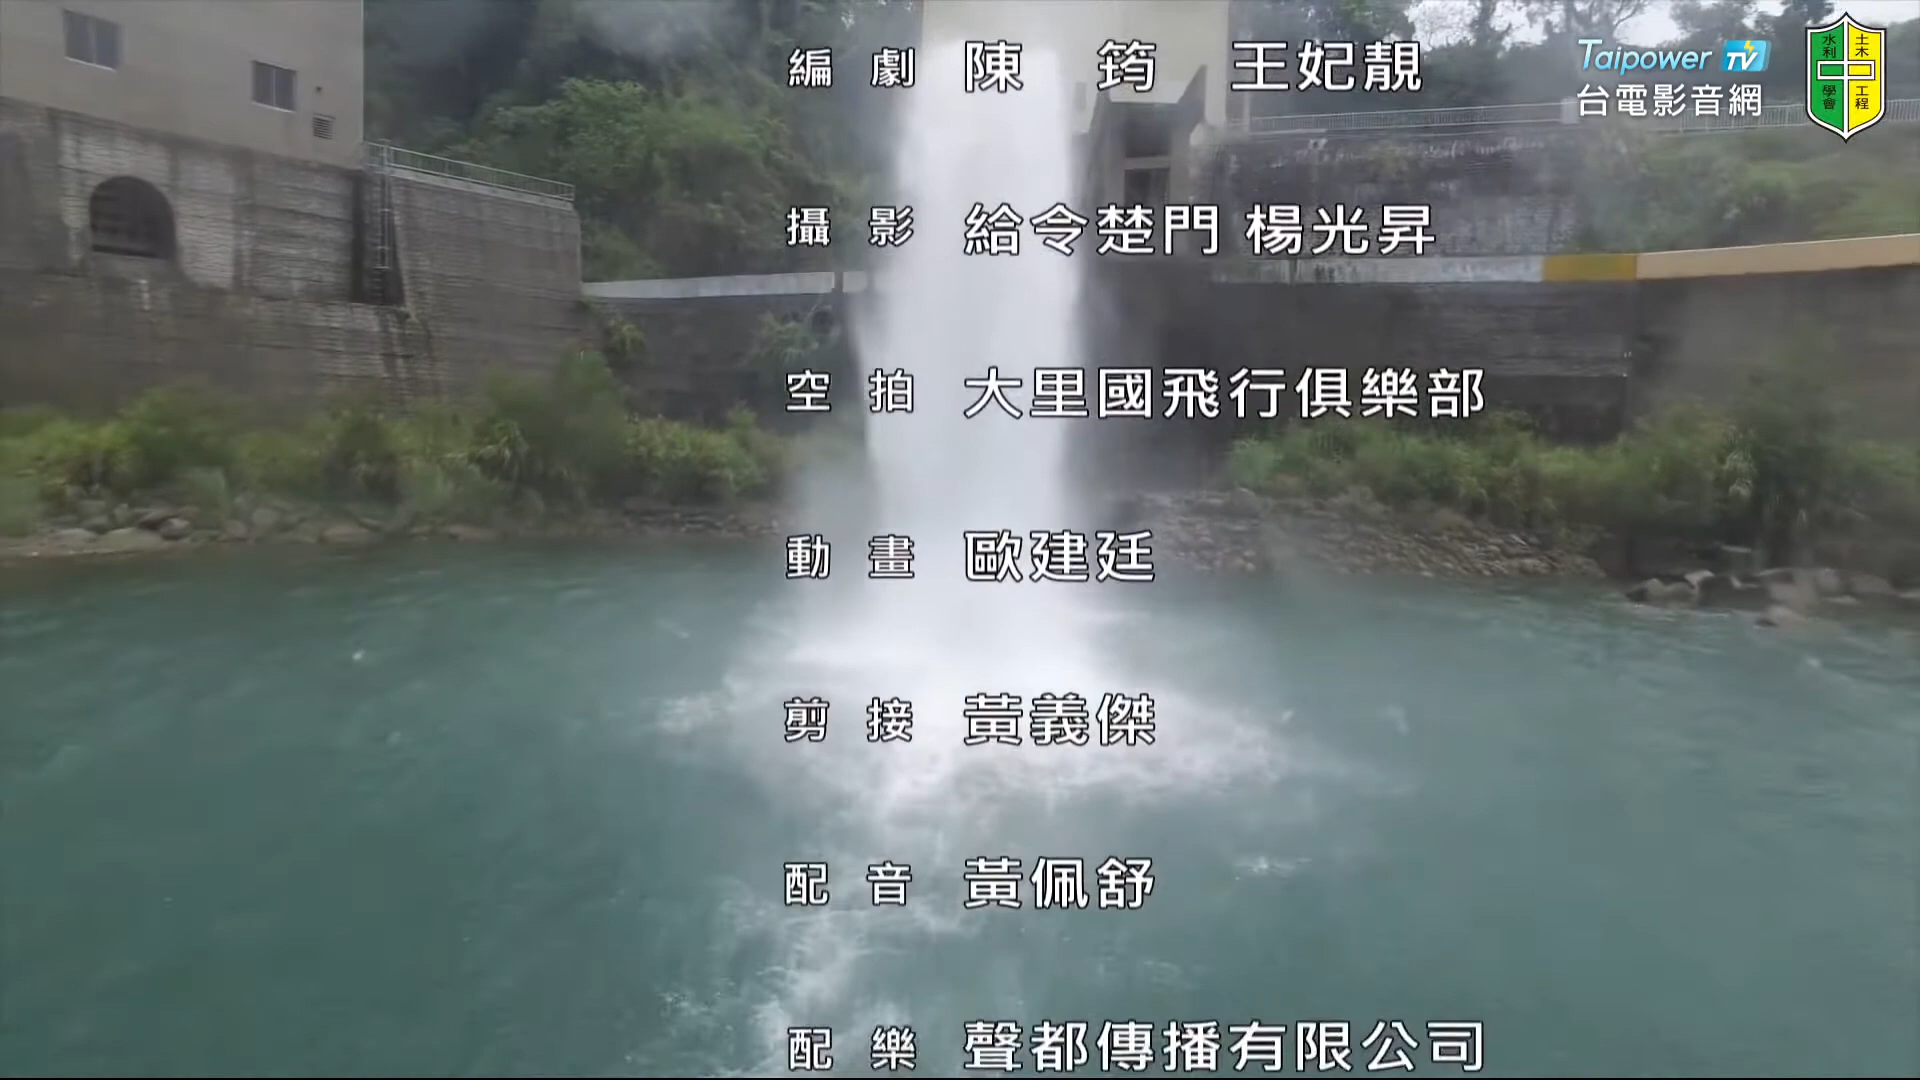 編 劇 陳 筠 王妃靚
攝 影 給令楚門 楊光昇
空 拍 大里國飛行俱樂部
動 畫 歐建廷
剪 接 黃義傑
配 音 黃佩舒
配 樂 聲都傳播有限公司
Taipower TV
台電影音網
水利 土木
中
學會 工程